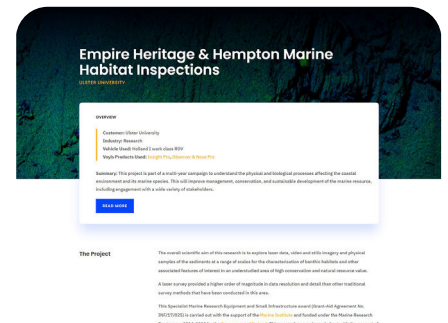 Empire Heritage & Hempton Marine
Habitat Inspections
ULSTER UNIVERSITY
OVERVIEW
Customer: Ulster University
Industry: Research
Vehicle Used: Holland 1 work class ROV
Voyis Products Used: Insight Pro, Observer & Nova Pro
Summary: This project is part of a multi-year campaign to understand the physical and biological processes affecting the coastal
environment and its marine species. This will improve management, conservation, and sustainable development of the marine resource,
including engagement with a wide variety of stakeholders.
READ MORE
The Project
The overall scientific aim of this research is to explore laser data, video and stills imagery and physical
samples of the sediments at a range of scales for the characterisation of benthic habitats and other
associated features of interest in an understudied area of high conservation and natural resource value.
A laser survey provided a higher order of magnitude in data resolution and detail than other traditional
survey methods that have been conducted in this area.
This Specialist Marine Research Equipment and Small Infrastructure award (Grant-Aid Agreement No.
is carried out with the support of the Marine Institute and funded under the Marine Research